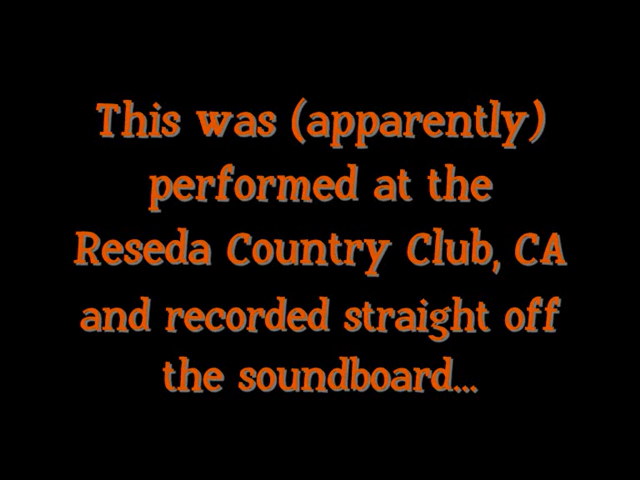 This was (apparently)
performed at the
Reseda Country Club, CA
and recorded straight off
the soundboard...